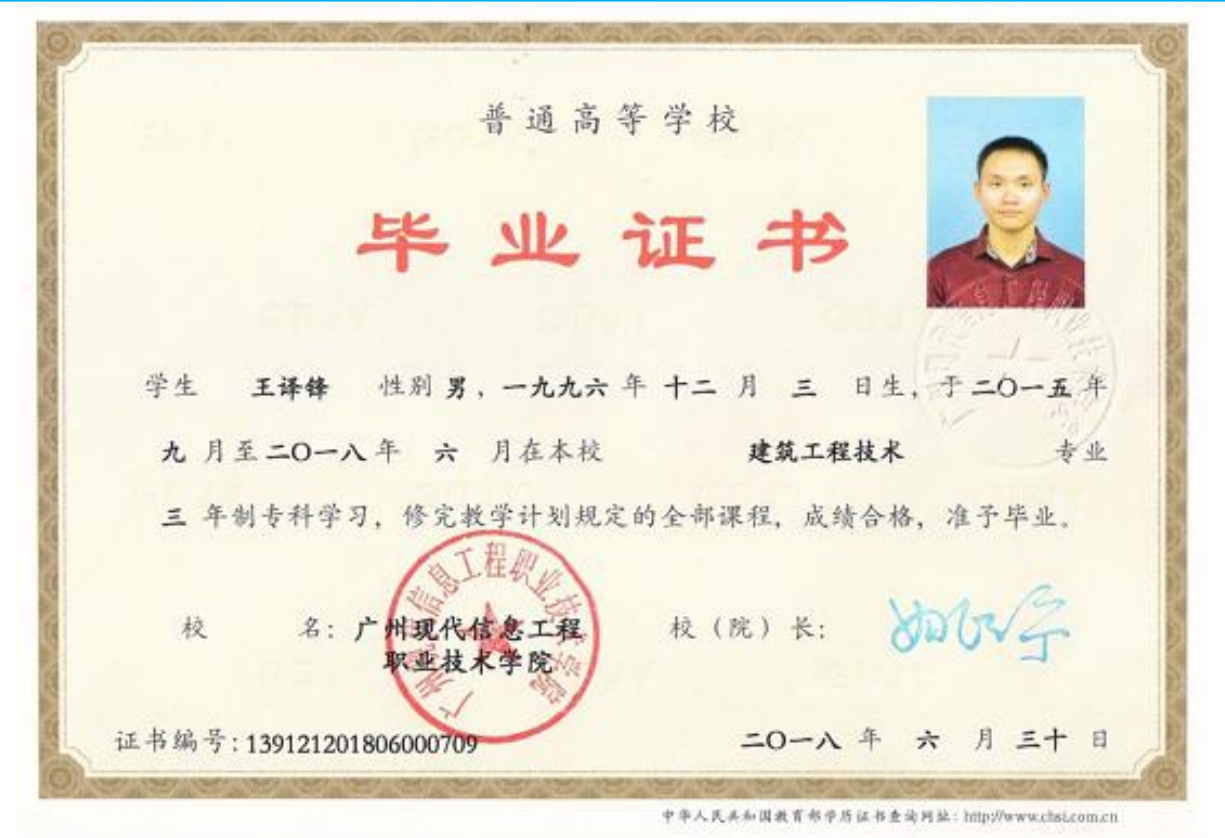 普通高等学校
毕业证书
学生 王译锋 性别 男，一九九六 年 十二 月 三 日生，于 二〇一五 年
九 月至 二〇一八 年 六 月在本校 建筑工程技术 专业
三 年制专科学习，修完教学计划规定的全部课程，成绩合格，准予毕业。
校 名：广州现代信息工程 校（院）长：
职业技术学院
证书编号：139121201806000709 二〇一八 年 六 月 三十 日
中华人民共和国教育部学历证书查询网址：http://www.chsi.com.cn